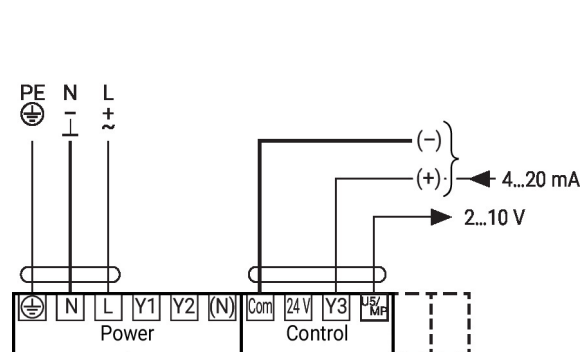 PE N L
− +
⊥ ~
(−)
(+) 4...20 mA
2...10 V
N L Y1 Y2 (N) Com 24 V Y3 U5/MP
Power Control